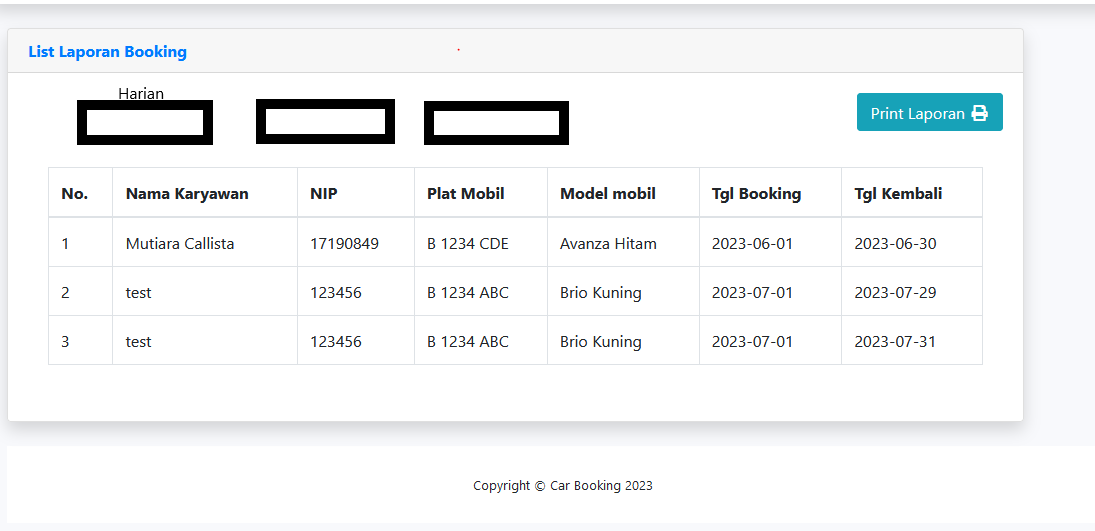 List Laporan Booking
Harian
Print Laporan
No. Nama Karyawan NIP Plat Mobil Model mobil Tgl Booking Tgl Kembali
1 Mutiara Callista 17190849 B 1234 CDE Avanza Hitam 2023-06-01 2023-06-30
2 test 123456 B 1234 ABC Brio Kuning 2023-07-01 2023-07-29
3 test 123456 B 1234 ABC Brio Kuning 2023-07-01 2023-07-31
Copyright © Car Booking 2023